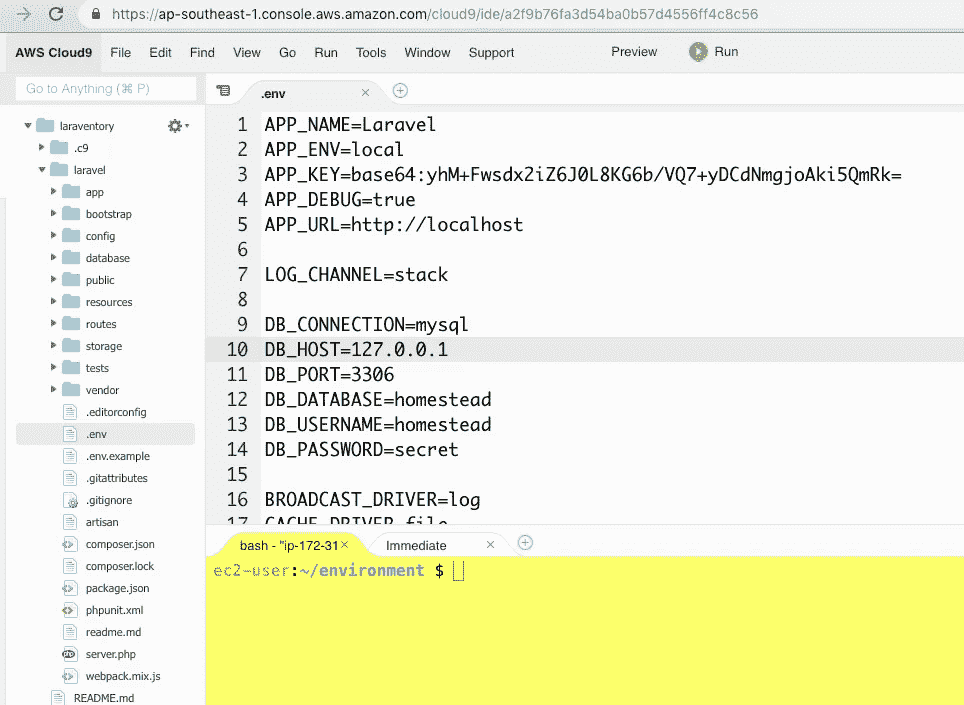 https://ap-southeast-1.console.aws.amazon.com/cloud9/ide/a2f9b76fa3d54ba0b57d4556ff4c8c56
AWS Cloud9 File Edit Find View Go Run Tools Window Support Preview Run
Go to Anything (⌘ P)
laraventory
.c9
laravel
app
bootstrap
config
database
public
resources
routes
storage
tests
vendor
.editorconfig
.env
.env.example
.gitattributes
.gitignore
artisan
composer.json
composer.lock
package.json
phpunit.xml
readme.md
server.php
webpack.mix.js
README.md
.env
1 APP_NAME=Laravel
2 APP_ENV=local
3 APP_KEY=base64:yhM+Fwsdx2iZ6J0L8KG6b/VQ7+yDCdNmgjoAki5QmRk=
4 APP_DEBUG=true
5 APP_URL=http://localhost
6
7 LOG_CHANNEL=stack
8
9 DB_CONNECTION=mysql
10 DB_HOST=127.0.0.1
11 DB_PORT=3306
12 DB_DATABASE=homestead
13 DB_USERNAME=homestead
14 DB_PASSWORD=secret
15
16 BROADCAST_DRIVER=log
17 CACHE_DRIVER=file
bash - "ip-172-31 Immediate
ec2-user:~/environment $